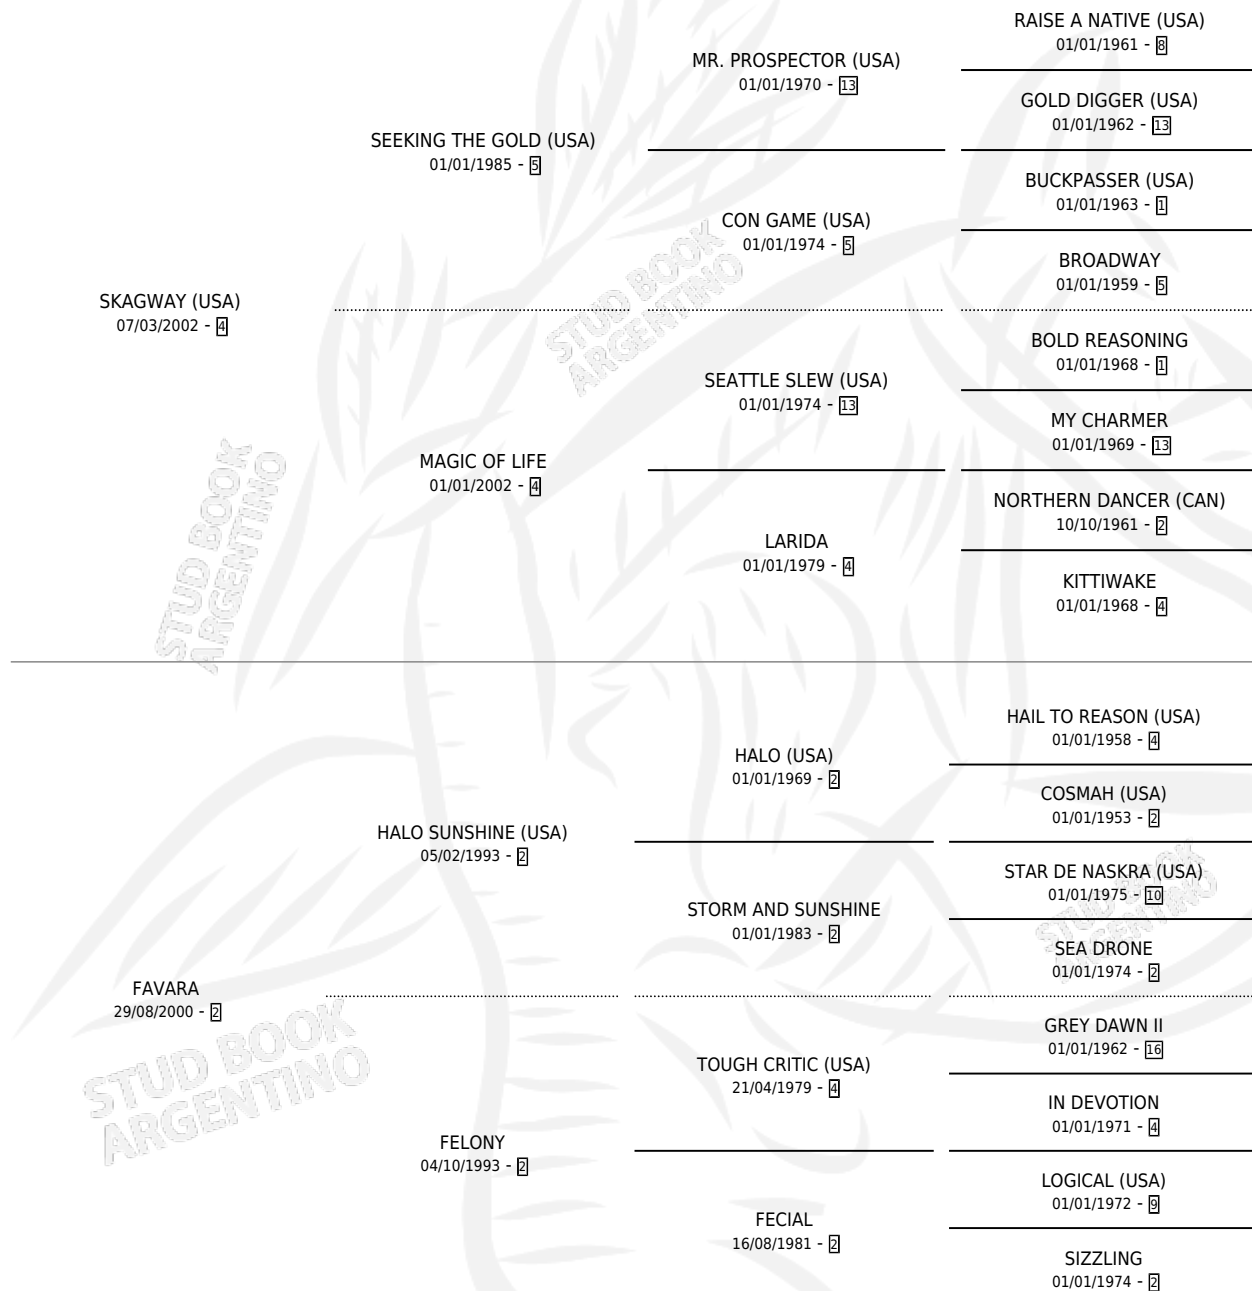 RAISE A NATIVE (USA)
01/01/1961 - 8
MR. PROSPECTOR (USA)
01/01/1970 - 13
GOLD DIGGER (USA)
01/01/1962 - 13
SEEKING THE GOLD (USA)
01/01/1985 - 5
BUCKPASSER (USA)
01/01/1963 - 1
CON GAME (USA)
01/01/1974 - 5
BROADWAY
01/01/1959 - 5
SKAGWAY (USA)
07/03/2002 - 4
STUD BOOK
ARGENTINO
BOLD REASONING
01/01/1968 - 1
SEATTLE SLEW (USA)
01/01/1974 - 13
MY CHARMER
01/01/1969 - 13
MAGIC OF LIFE
01/01/2002 - 4
NORTHERN DANCER (CAN)
10/10/1961 - 2
LARIDA
01/01/1979 - 4
KITTIWAKE
01/01/1968 - 4
STUD BOOK
ARGENTINO
HAIL TO REASON (USA)
01/01/1958 - 4
HALO (USA)
01/01/1969 - 2
COSMAH (USA)
01/01/1953 - 2
HALO SUNSHINE (USA)
05/02/1993 - 2
STAR DE NASKRA (USA)
01/01/1975 - 10
STORM AND SUNSHINE
01/01/1983 - 2
STUD BOOK
ARGENTINO
SEA DRONE
01/01/1974 - 2
FAVARA
29/08/2000 - 2
GREY DAWN II
01/01/1962 - 16
TOUGH CRITIC (USA)
21/04/1979 - 4
STUD BOOK
ARGENTINO
IN DEVOTION
01/01/1971 - 4
FELONY
04/10/1993 - 2
LOGICAL (USA)
01/01/1972 - 9
FECIAL
16/08/1981 - 2
SIZZLING
01/01/1974 - 2